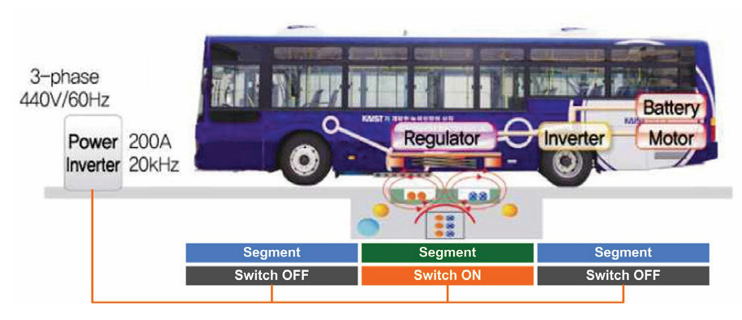 3-phase
440V/60Hz
Power
Inverter
200A
20kHz
KAIST
Regulator
Inverter
Battery
Motor
Segment
Segment
Segment
Switch OFF
Switch ON
Switch OFF